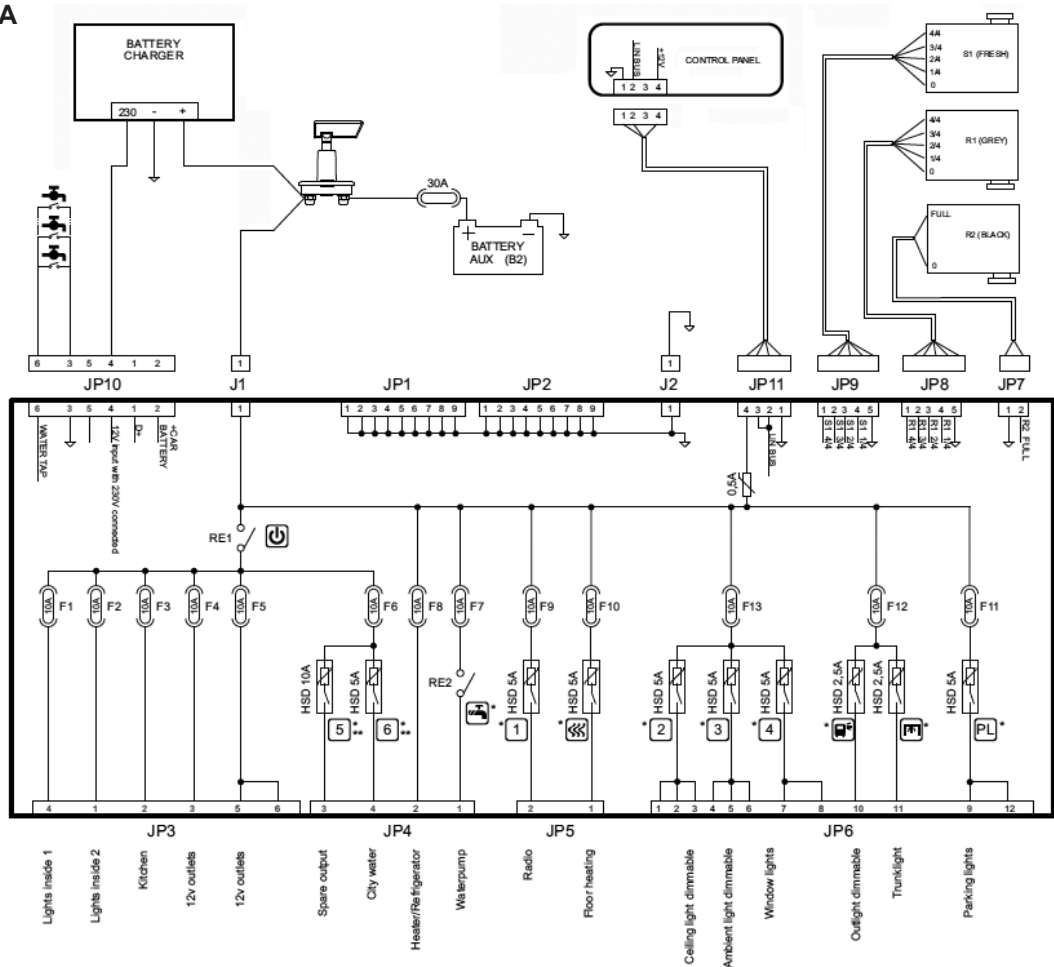 A
BATTERY
CHARGER
230 - +
30A
BATTERY
AUX (B2)
+ −
LIN BUS
±12V
CONTROL PANEL
1 2 3 4
1 2 3 4
4/4
3/4
2/4
1/4
0
S1 (FRESH)
4/4
3/4
2/4
1/4
0
R1 (GREY)
FULL
0
R2 (BLACK)
6 3 5 4 1 2
1
1
JP10 J1 JP1 JP2 J2 JP11 JP9 JP8 JP7
6 3 5 4 1 2
1
1 2 3 4 5 6 7 8 9
1 2 3 4 5 6 7 8 9
1
4 3 2 1
1 2 3 4 5
1 2 3 4 5
1 2
WATER TAP
12V input with 230V connected
D+
+CAR
BATTERY
LIN BUS
S1 4/4
S1 3/4
S1 2/4
S1 1/4
R1 4/4
R1 3/4
R1 2/4
R1 1/4
R2 FULL
0,5A
RE1
10A F1
10A F2
10A F3
10A F4
10A F5
10A F6
10A F8
10A F7
10A F9
10A F10
10A F13
10A F12
10A F11
HSD 10A
HSD 5A
RE2
HSD 5A
HSD 5A
HSD 5A
HSD 5A
HSD 5A
HSD 2,5A
HSD 2,5A
HSD 5A
5 * **
6 * **
*
* 1
*
* 2
* 3
* 4
*
*
PL *
4 1 2 3 5 6
3 4 2 1
2 1
1 2 3 4 5 6 7 8 10 11 9 12
JP3 JP4 JP5 JP6
Lights inside 1
Lights inside 2
Kitchen
12v outlets
12v outlets
Spare output
City water
Heater/Refrigerator
Waterpump
Radio
Floor heating
Ceiling light dimmable
Ambient light dimmable
Window lights
Outlight dimmable
Trunklight
Parking lights